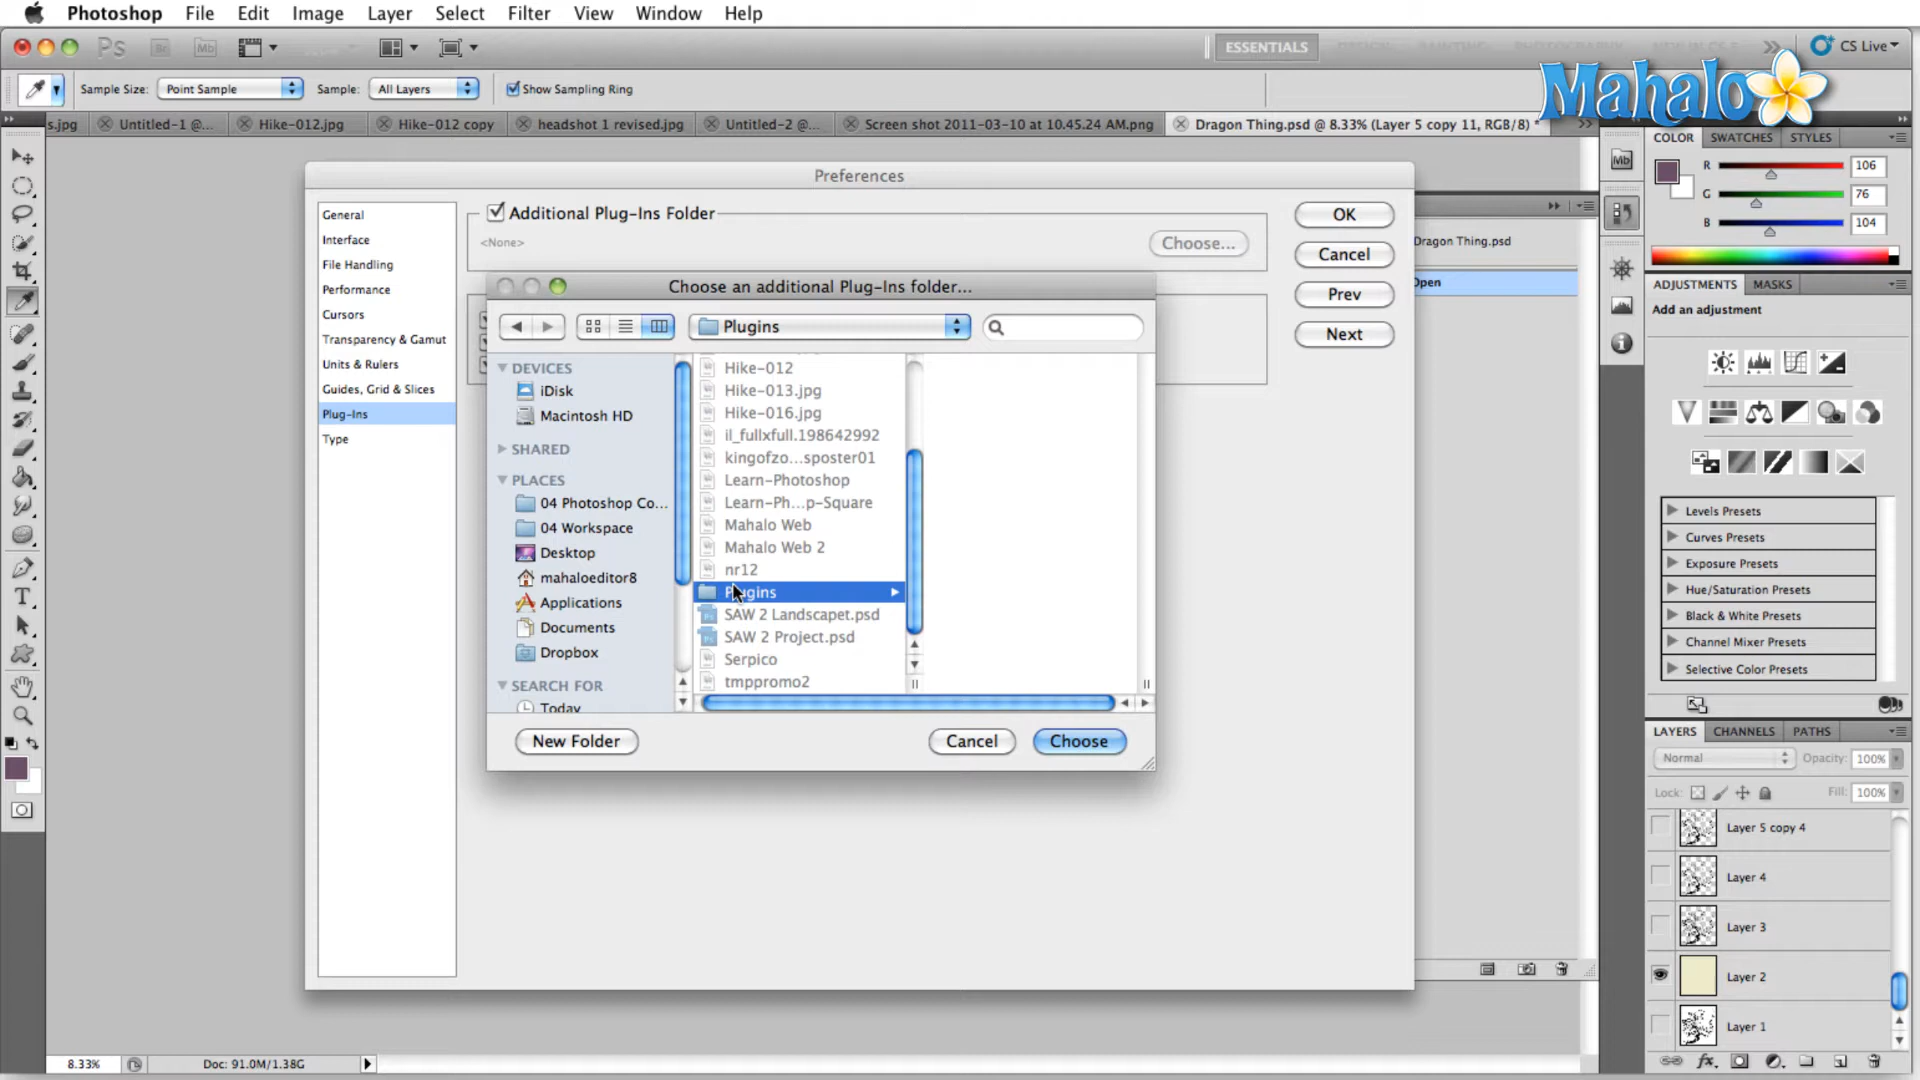 Photoshop File Edit Image Layer Select Filter View Window Help
Ps Br Mb
ESSENTIALS
CS Live
Sample Size: Point Sample Sample: All Layers Show Sampling Ring
Mahalo
s.jpg Untitled-1 @... Hike-012.jpg Hike-012 copy headshot 1 revised.jpg Untitled-2 @... Screen shot 2011-03-10 at 10.45.24 AM.png Dragon Thing.psd @ 8.33% (Layer 5 copy 11, RGB/8) *
Preferences
General
Interface
File Handling
Performance
Cursors
Transparency & Gamut
Units & Rulers
Guides, Grid & Slices
Plug-Ins
Type
Additional Plug-Ins Folder
<None>
Choose...
OK
Cancel
Prev
Next
Choose an additional Plug-Ins folder...
Plugins
DEVICES
iDisk
Macintosh HD
SHARED
PLACES
04 Photoshop Co...
04 Workspace
Desktop
mahaloeditor8
Applications
Documents
Dropbox
SEARCH FOR
Today
Hike-012
Hike-013.jpg
Hike-016.jpg
il_fullxfull.198642992
kingofzo...sposter01
Learn-Photoshop
Learn-Ph...p-Square
Mahalo Web
Mahalo Web 2
nr12
Plugins
SAW 2 Landscapet.psd
SAW 2 Project.psd
Serpico
tmppromo2
New Folder
Cancel
Choose
Dragon Thing.psd
Open
Mb
COLOR SWATCHES STYLES
R 106
G 76
B 104
ADJUSTMENTS MASKS
Add an adjustment
Levels Presets
Curves Presets
Exposure Presets
Hue/Saturation Presets
Black & White Presets
Channel Mixer Presets
Selective Color Presets
LAYERS CHANNELS PATHS
Normal Opacity: 100%
Lock: Fill: 100%
Layer 5 copy 4
Layer 4
Layer 3
Layer 2
Layer 1
8.33% Doc: 91.0M/1.38G